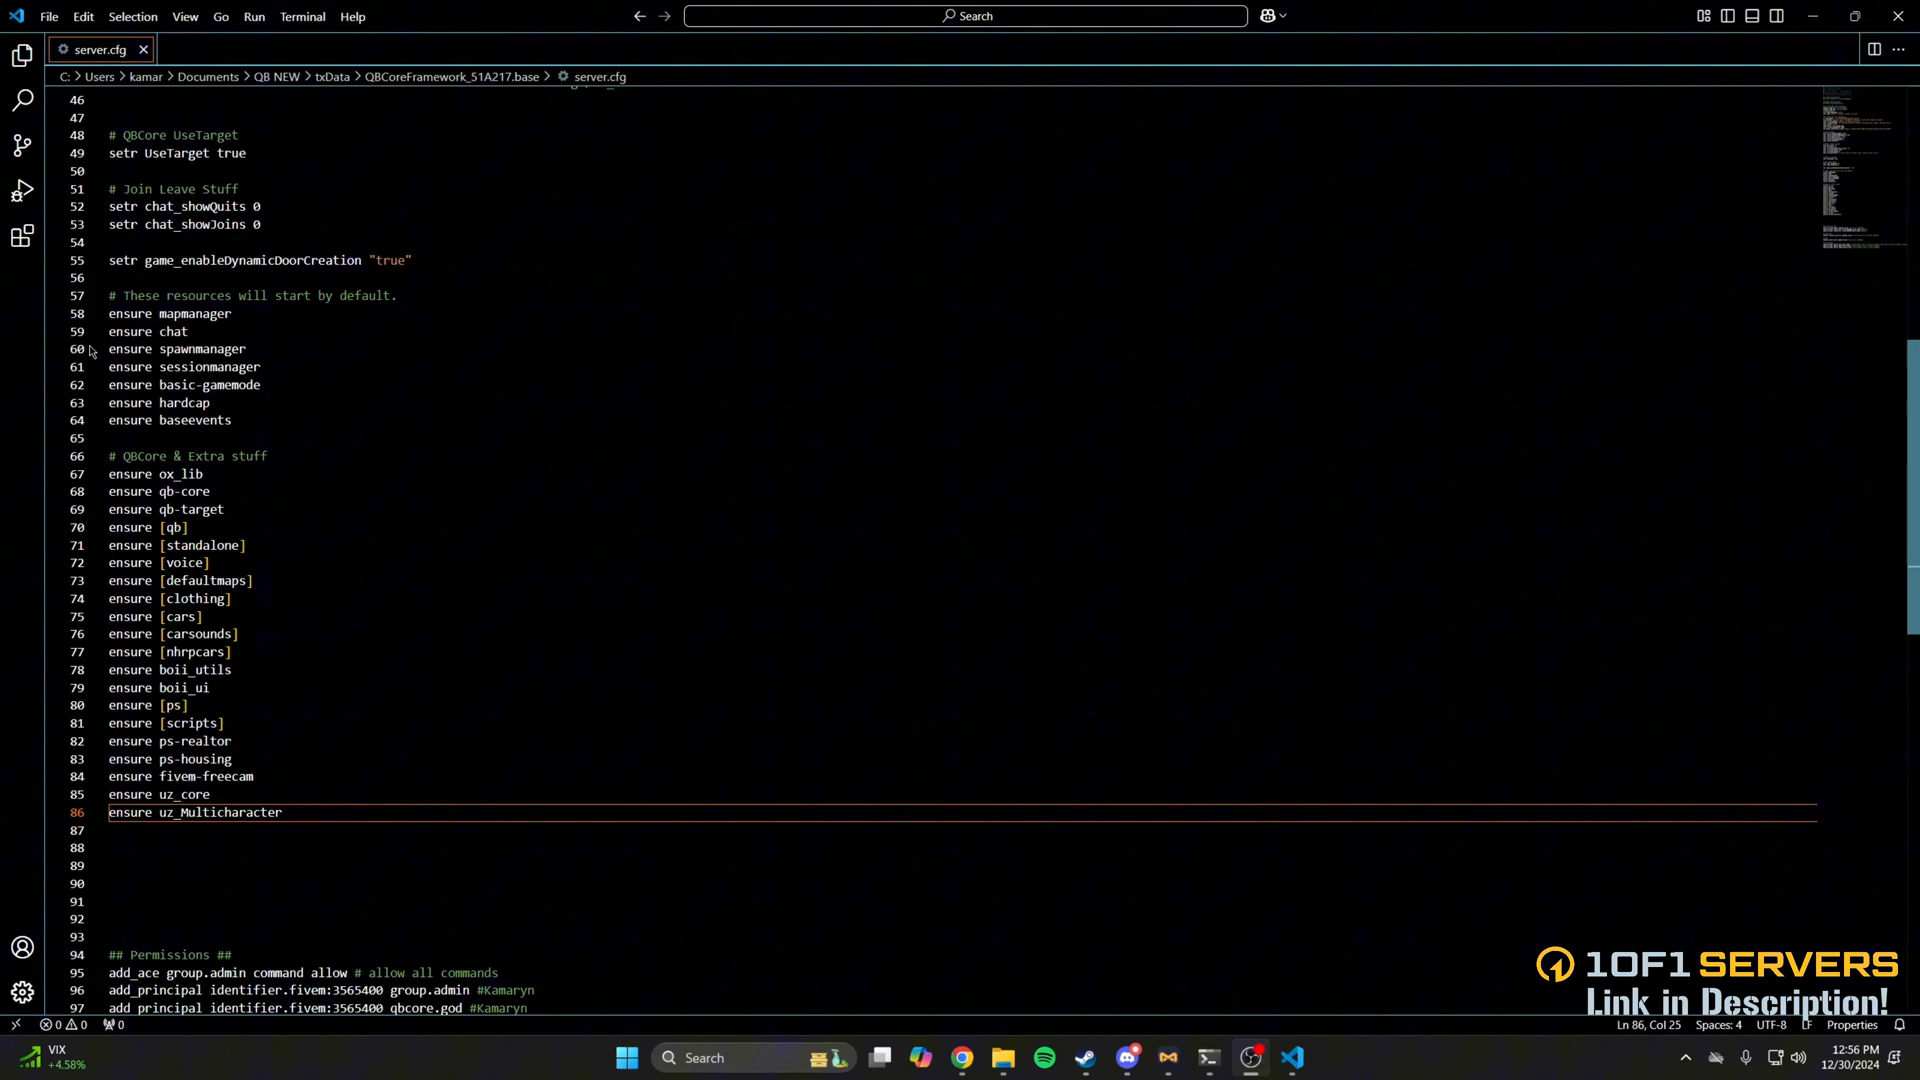 File Edit Selection View Go Run Terminal Help
Search
server.cfg
C: > Users > kamar > Documents > QB NEW > txData > QBCoreFramework_51A217.base > server.cfg
46
47
48 # QBCore UseTarget
49 setr UseTarget true
50
51 # Join Leave Stuff
52 setr chat_showQuits 0
53 setr chat_showJoins 0
54
55 setr game_enableDynamicDoorCreation "true"
56
57 # These resources will start by default.
58 ensure mapmanager
59 ensure chat
60 ensure spawnmanager
61 ensure sessionmanager
62 ensure basic-gamemode
63 ensure hardcap
64 ensure baseevents
65
66 # QBCore & Extra stuff
67 ensure ox_lib
68 ensure qb-core
69 ensure qb-target
70 ensure [qb]
71 ensure [standalone]
72 ensure [voice]
73 ensure [defaultmaps]
74 ensure [clothing]
75 ensure [cars]
76 ensure [carsounds]
77 ensure [nhrpcars]
78 ensure boii_utils
79 ensure boii_ui
80 ensure [ps]
81 ensure [scripts]
82 ensure ps-realtor
83 ensure ps-housing
84 ensure fivem-freecam
85 ensure uz_core
86 ensure uz_Multicharacter
87
88
89
90
91
92
93
94 ## Permissions ##
95 add_ace group.admin command allow # allow all commands
96 add_principal identifier.fivem:3565400 group.admin #Kamaryn
97 add_principal identifier.fivem:3565400 qbcore.god #Kamaryn
1OF1 SERVERS
Link in Description!
0 0 0
Ln 86, Col 25 Spaces: 4 UTF-8 LF Properties
VIX
+4.58%
Search
12:56 PM
12/30/2024